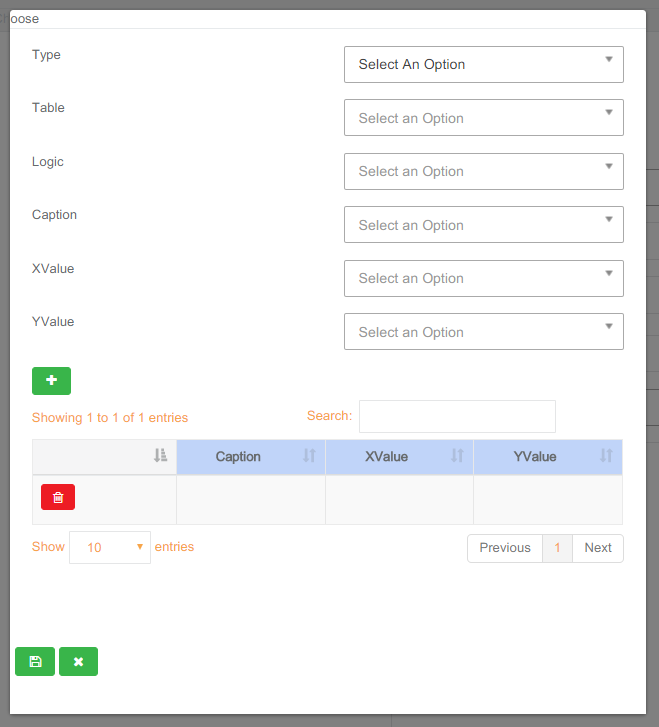 choose
Type
Select An Option
Table
Select an Option
Logic
Select an Option
Caption
Select an Option
XValue
Select an Option
YValue
Select an Option
Showing 1 to 1 of 1 entries
Search:
Caption XValue YValue
Show 10 entries
Previous 1 Next